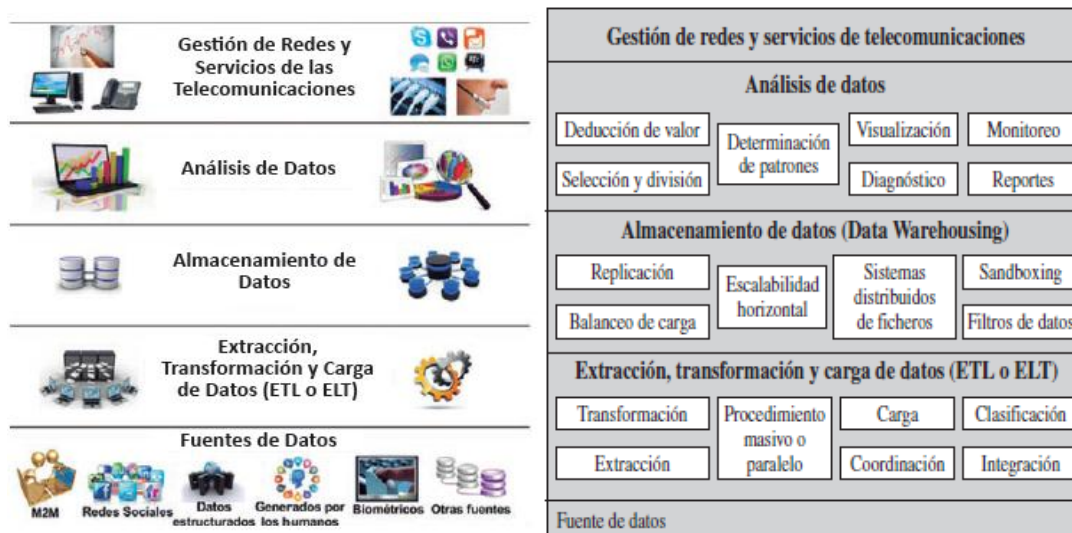 Gestión de Redes y
Servicios de las
Telecomunicaciones
Análisis de Datos
Almacenamiento de
Datos
Extracción,
Transformación y Carga
de Datos (ETL o ELT)
Fuentes de Datos
M2M
Redes Sociales
Datos
estructurados
Generados por
los humanos
Biométricos
Otras fuentes
Gestión de redes y servicios de telecomunicaciones
Análisis de datos
Deducción de valor
Selección y división
Determinación
de patrones
Visualización
Diagnóstico
Monitoreo
Reportes
Almacenamiento de datos (Data Warehousing)
Replicación
Balanceo de carga
Escalabilidad
horizontal
Sistemas
distribuidos
de ficheros
Sandboxing
Filtros de datos
Extracción, transformación y carga de datos (ETL o ELT)
Transformación
Extracción
Procedimiento
masivo o
paralelo
Carga
Coordinación
Clasificación
Integración
Fuente de datos